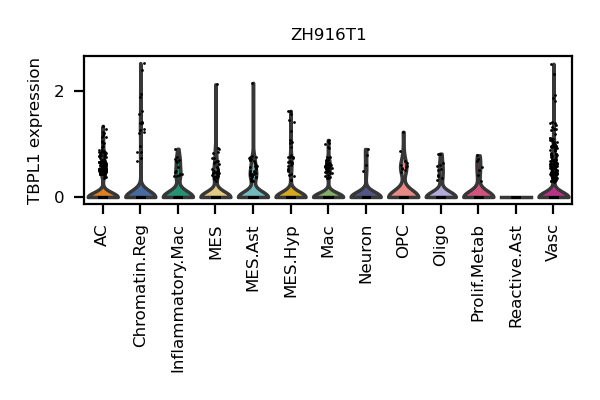 ZH916T1
TBPL1 expression
2
0
AC
Chromatin.Reg
Inflammatory.Mac
MES
MES.Ast
MES.Hyp
Mac
Neuron
OPC
Oligo
Prolif.Metab
Reactive.Ast
Vasc